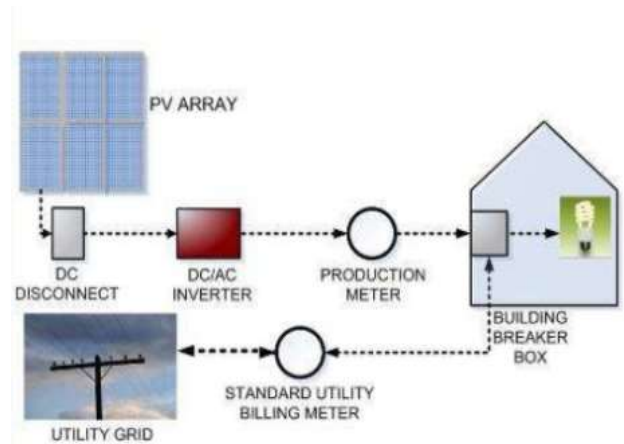 PV ARRAY
DC
DISCONNECT
DC/AC
INVERTER
PRODUCTION
METER
BUILDING
BREAKER
BOX
STANDARD UTILITY
BILLING METER
UTILITY GRID